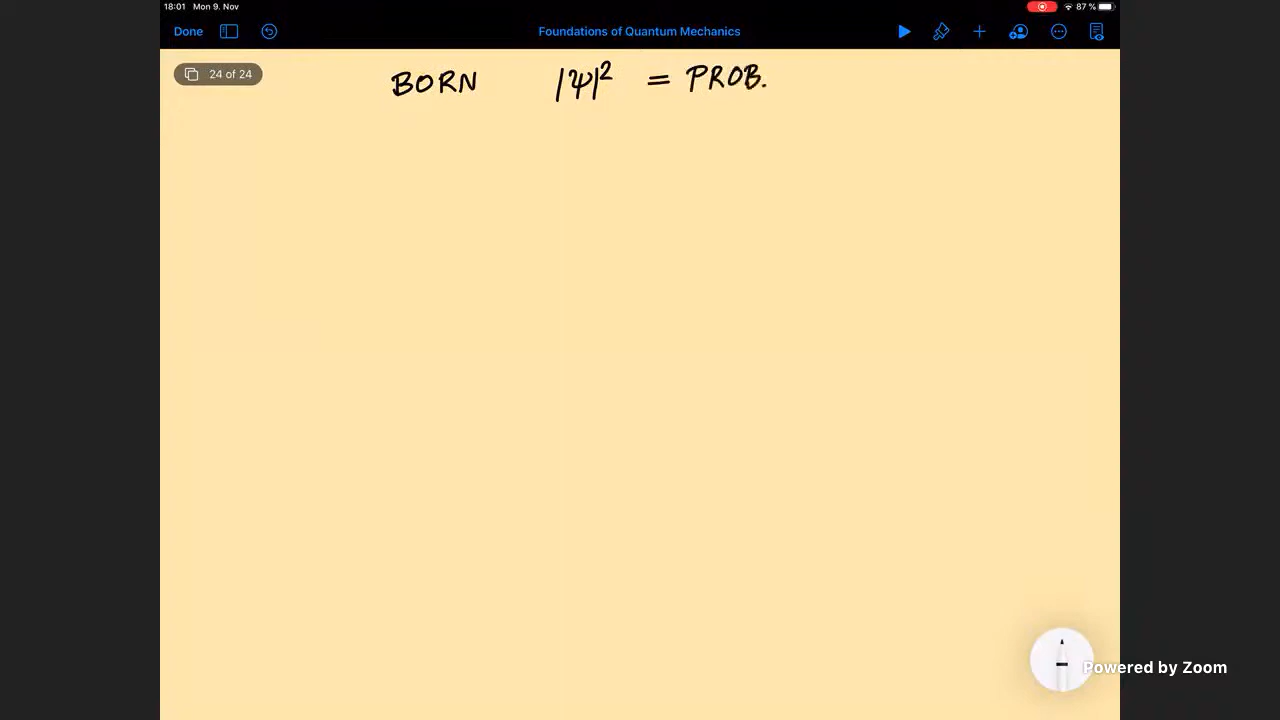 18:01 Mon 9. Nov 87 %
Done Foundations of Quantum Mechanics
24 of 24
BORN |ψ|² = PROB.
Powered by Zoom